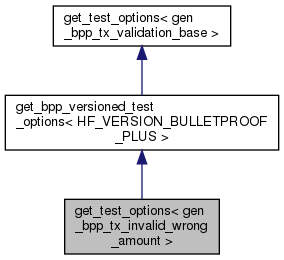 get_test_options< gen
_bpp_tx_validation_base >
get_bpp_versioned_test
_options< HF_VERSION_BULLETPROOF
_PLUS >
get_test_options< gen
_bpp_tx_invalid_wrong
_amount >